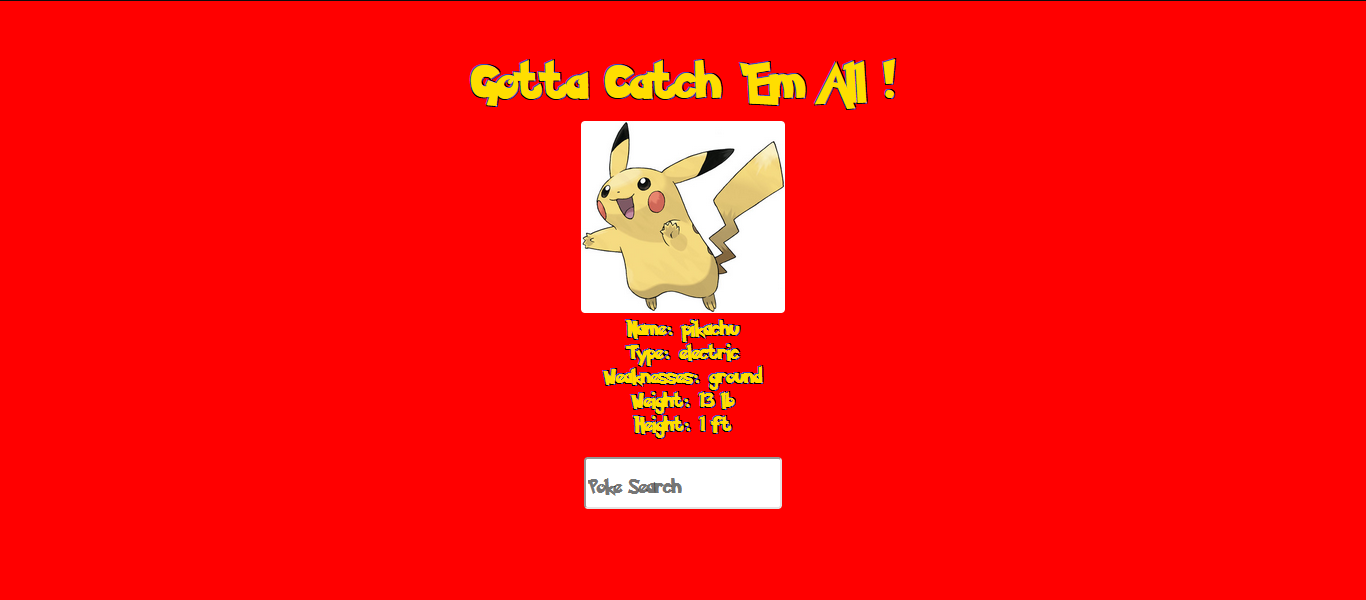 Gotta Catch 'Em All !
Name: pikachu
Type: electric
Weaknesses: ground
Weight: 13 lb
Height: 1 ft
Poke Search